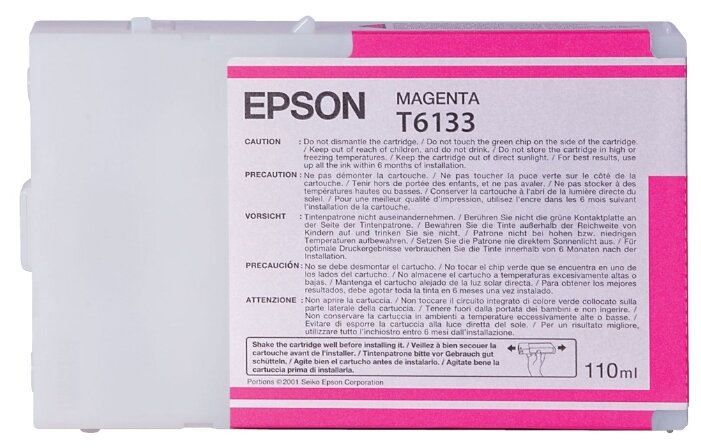 EPSON MAGENTA
T6133
CAUTION : Do not dismantle the cartridge. / Do not touch the green chip on the side of the cartridge.
/ Keep out of reach of children, and do not drink. / Do not store the cartridge in high or
freezing temperatures. / Keep the cartridge out of direct sunlight. / For best results, use
up all the ink within 6 months of installation.
PRECAUTION : Ne pas démonter la cartouche. / Ne pas toucher la puce verte sur le côté de la
cartouche. / Tenir hors de portée des enfants, et ne pas avaler. / Ne pas stocker à des
températures hautes ou basses. / Conserver la cartouche à l'abri de la lumière directe du
soleil. / Pour une meilleure qualité d'impression, utilisez l'encre dans les 6 mois suivant
l'installation de la cartouche.
VORSICHT : Tintenpatrone nicht auseinandernehmen. / Berühren Sie nicht die grüne Kontaktplatte an
der Seite der Tintenpatrone. / Bewahren Sie die Tinte außerhalb der Reichweite von
Kindern auf und trinken Sie sie nicht. / Patrone nicht bei hohen bzw. niedrigen
Temperaturen aufbewahren. / Setzen Sie die Patrone nie direktem Sonnenlicht aus. / Für
optimale Druckergebnisse verbrauchen Sie die Tinte innerhalb von 6 Monaten nach der
Installation.
PRECAUCIÓN : No se debe desmontar el cartucho. / No tocar el chip verde que se encuentra en uno de
los lados del cartucho. / No almacene el cartucho a temperaturas excesivamente altas o
bajas. / Mantenga el cartucho alejado de la luz solar directa. / Para obtener los mejores
resultados, debe agotar toda la tinta en 6 meses una vez instalado.
ATTENZIONE : Non aprire la cartuccia. / Non toccare il circuito integrato di colore verde collocato sulla
parte laterale della cartuccia. / Tenere fuori dalla portata dei bambini e non ingerire. /
Non conservare la cartuccia in ambienti a temperature eccessivamente alte o basse. /
Evitare di esporre la cartuccia alla luce diretta del sole. / Per un risultato migliore,
utilizzare tutto l'inchiostro entro 6 mesi dall'installazione.
Shake the cartridge well before installing it. / Veillez à bien secouer la
cartouche avant de l'installer. / Tintenpatrone bitte vor Gebrauch gut
schütteln. / Agite bien el cartucho antes de instalarlo. / Agitate bene la
cartuccia prima di installarla.
110ml
Portions ©2001 Seiko Epson Corporation